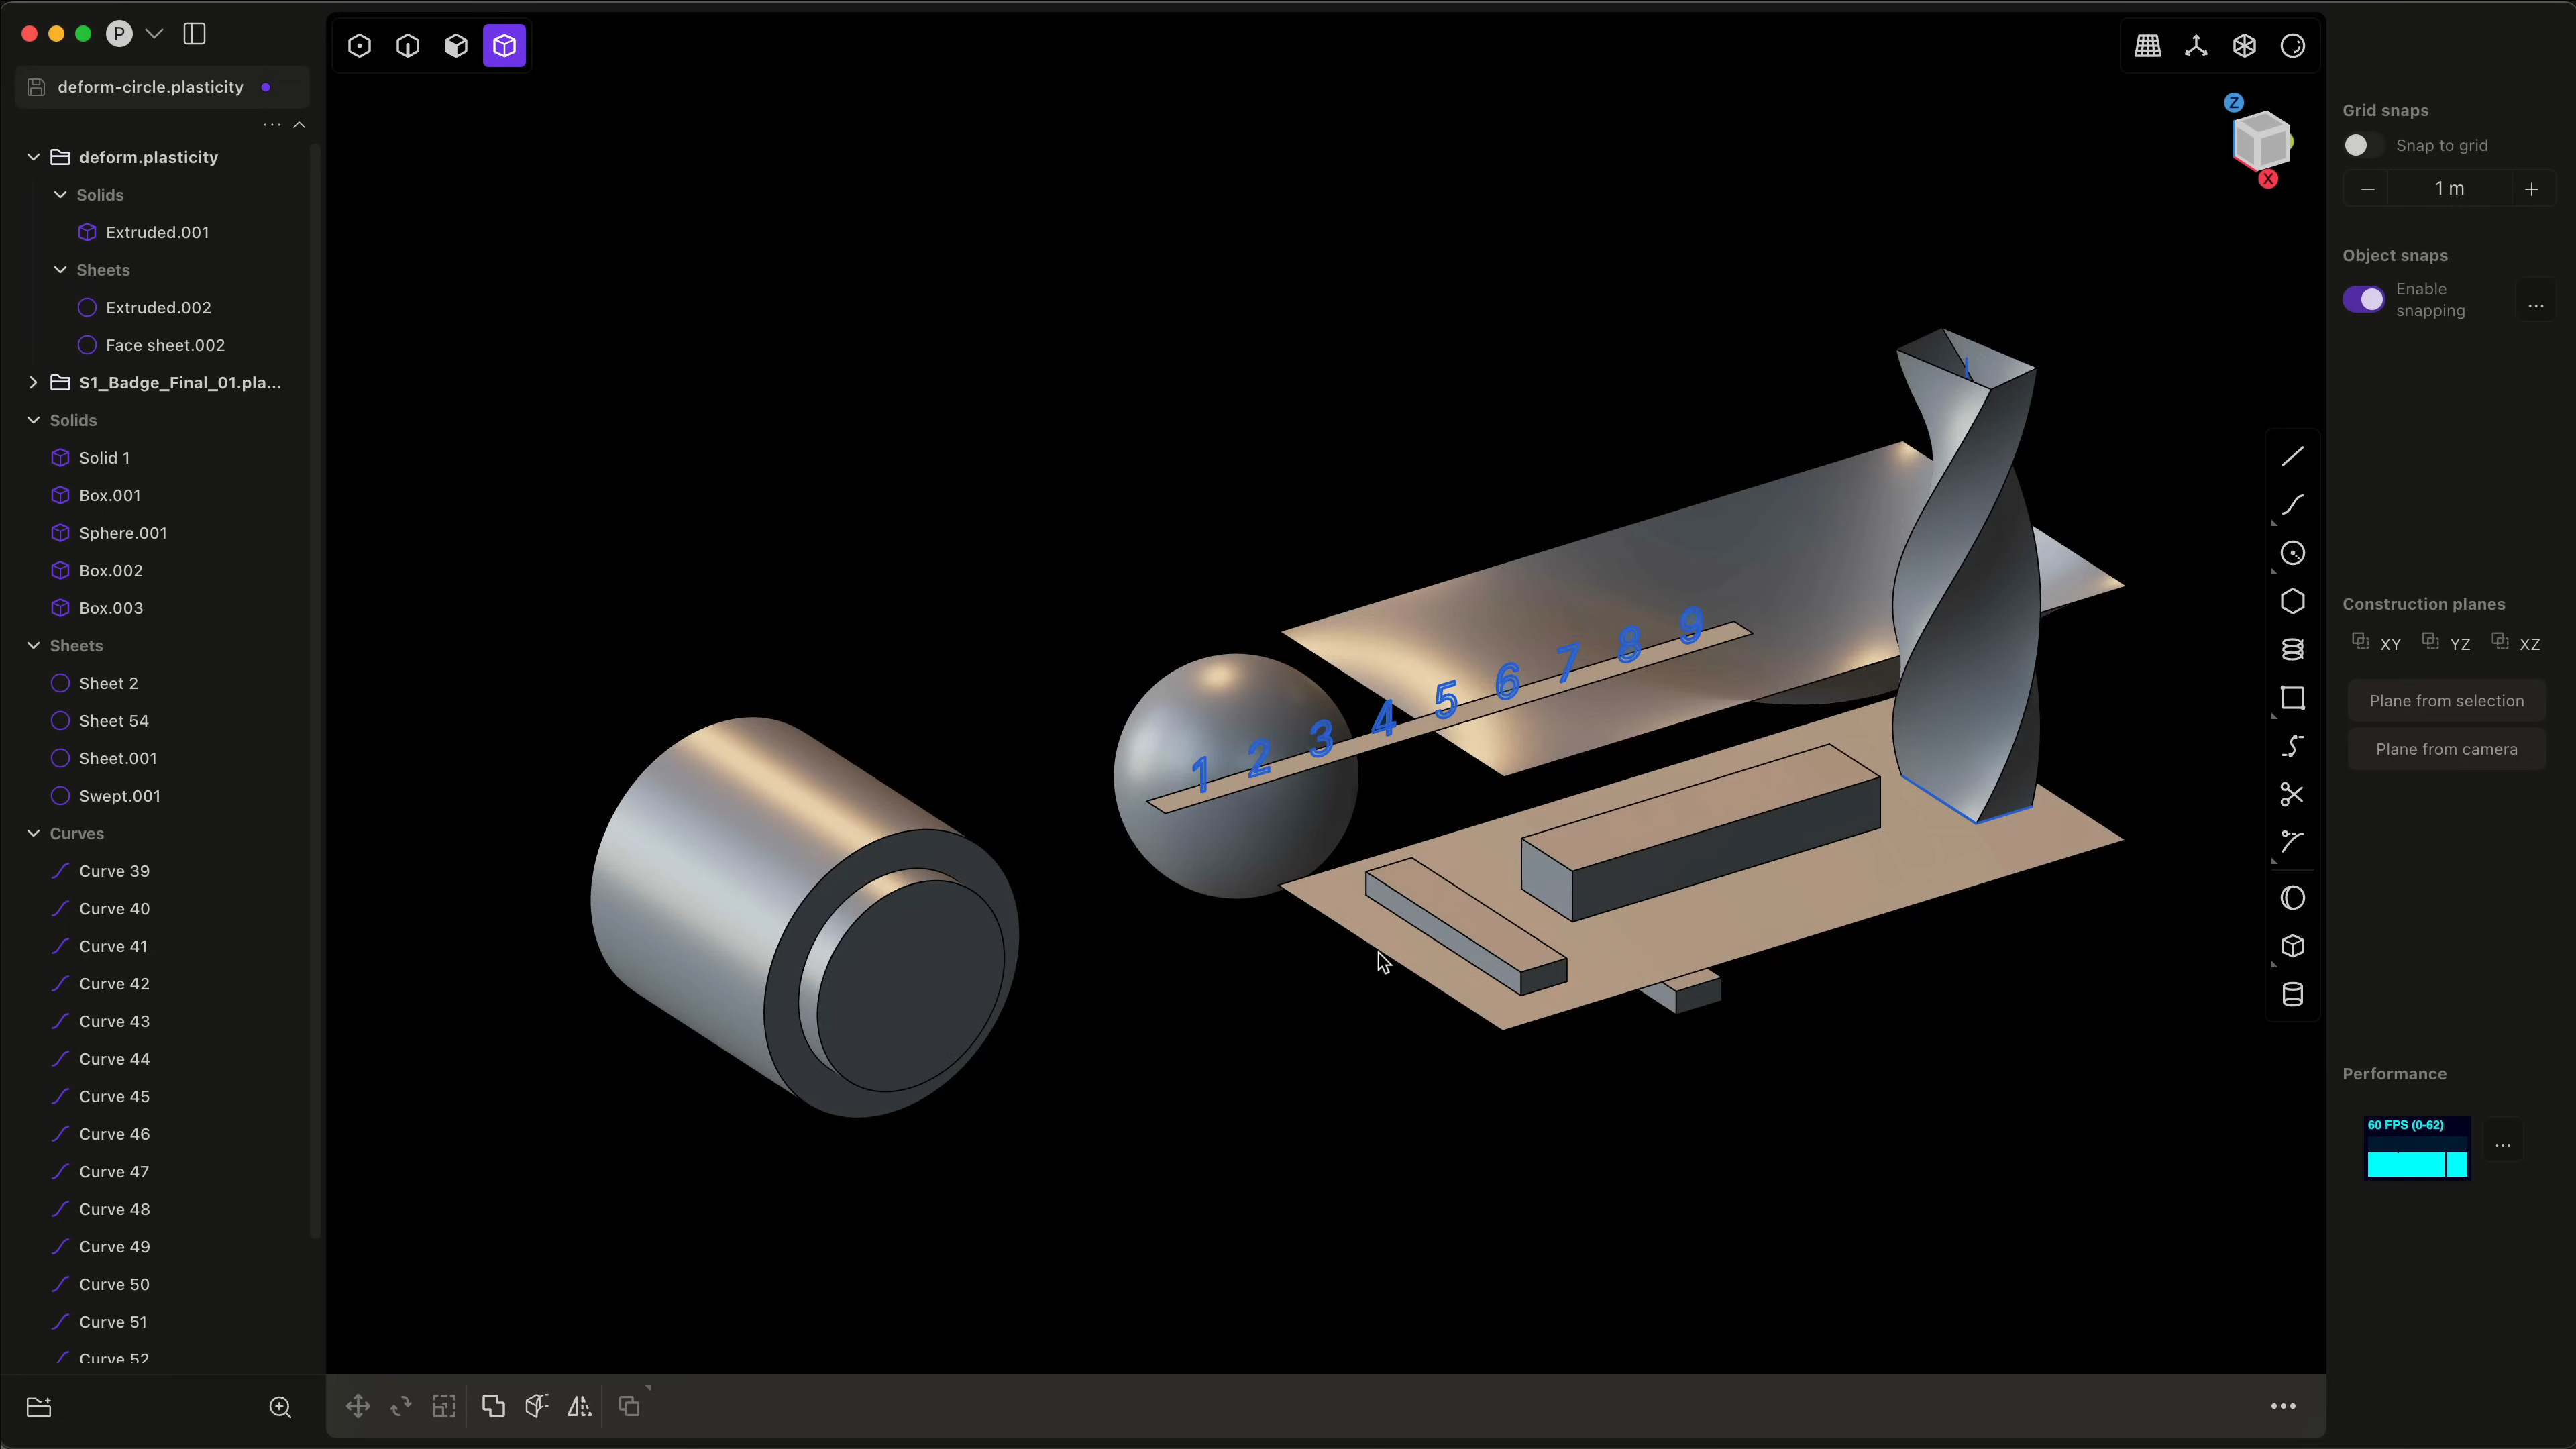 P
deform-circle.plasticity
deform.plasticity
Solids
Extruded.001
Sheets
Extruded.002
Face sheet.002
S1_Badge_Final_01.pla...
Solids
Solid 1
Box.001
Sphere.001
Box.002
Box.003
Sheets
Sheet 2
Sheet 54
Sheet.001
Swept.001
Curves
Curve 39
Curve 40
Curve 41
Curve 42
Curve 43
Curve 44
Curve 45
Curve 46
Curve 47
Curve 48
Curve 49
Curve 50
Curve 51
Curve 52
1 2 3 4 5 6 7 8 9
Z
X
Grid snaps
Snap to grid
1 m
Object snaps
Enable
snapping
Construction planes
XY YZ XZ
Plane from selection
Plane from camera
Performance
60 FPS (0-62)